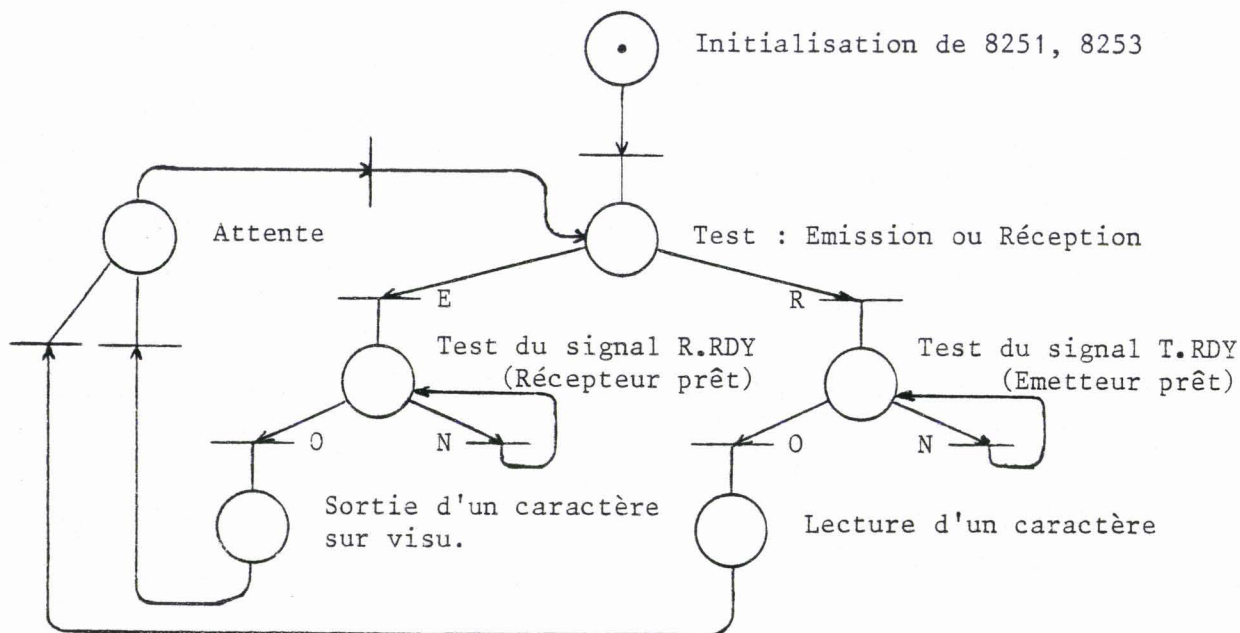 Initialisation de 8251, 8253
Attente
Test : Emission ou Réception
E
R
Test du signal R.RDY
(Récepteur prêt)
Test du signal T.RDY
(Emetteur prêt)
O
N
O
N
Sortie d'un caractère
sur visu.
Lecture d'un caractère